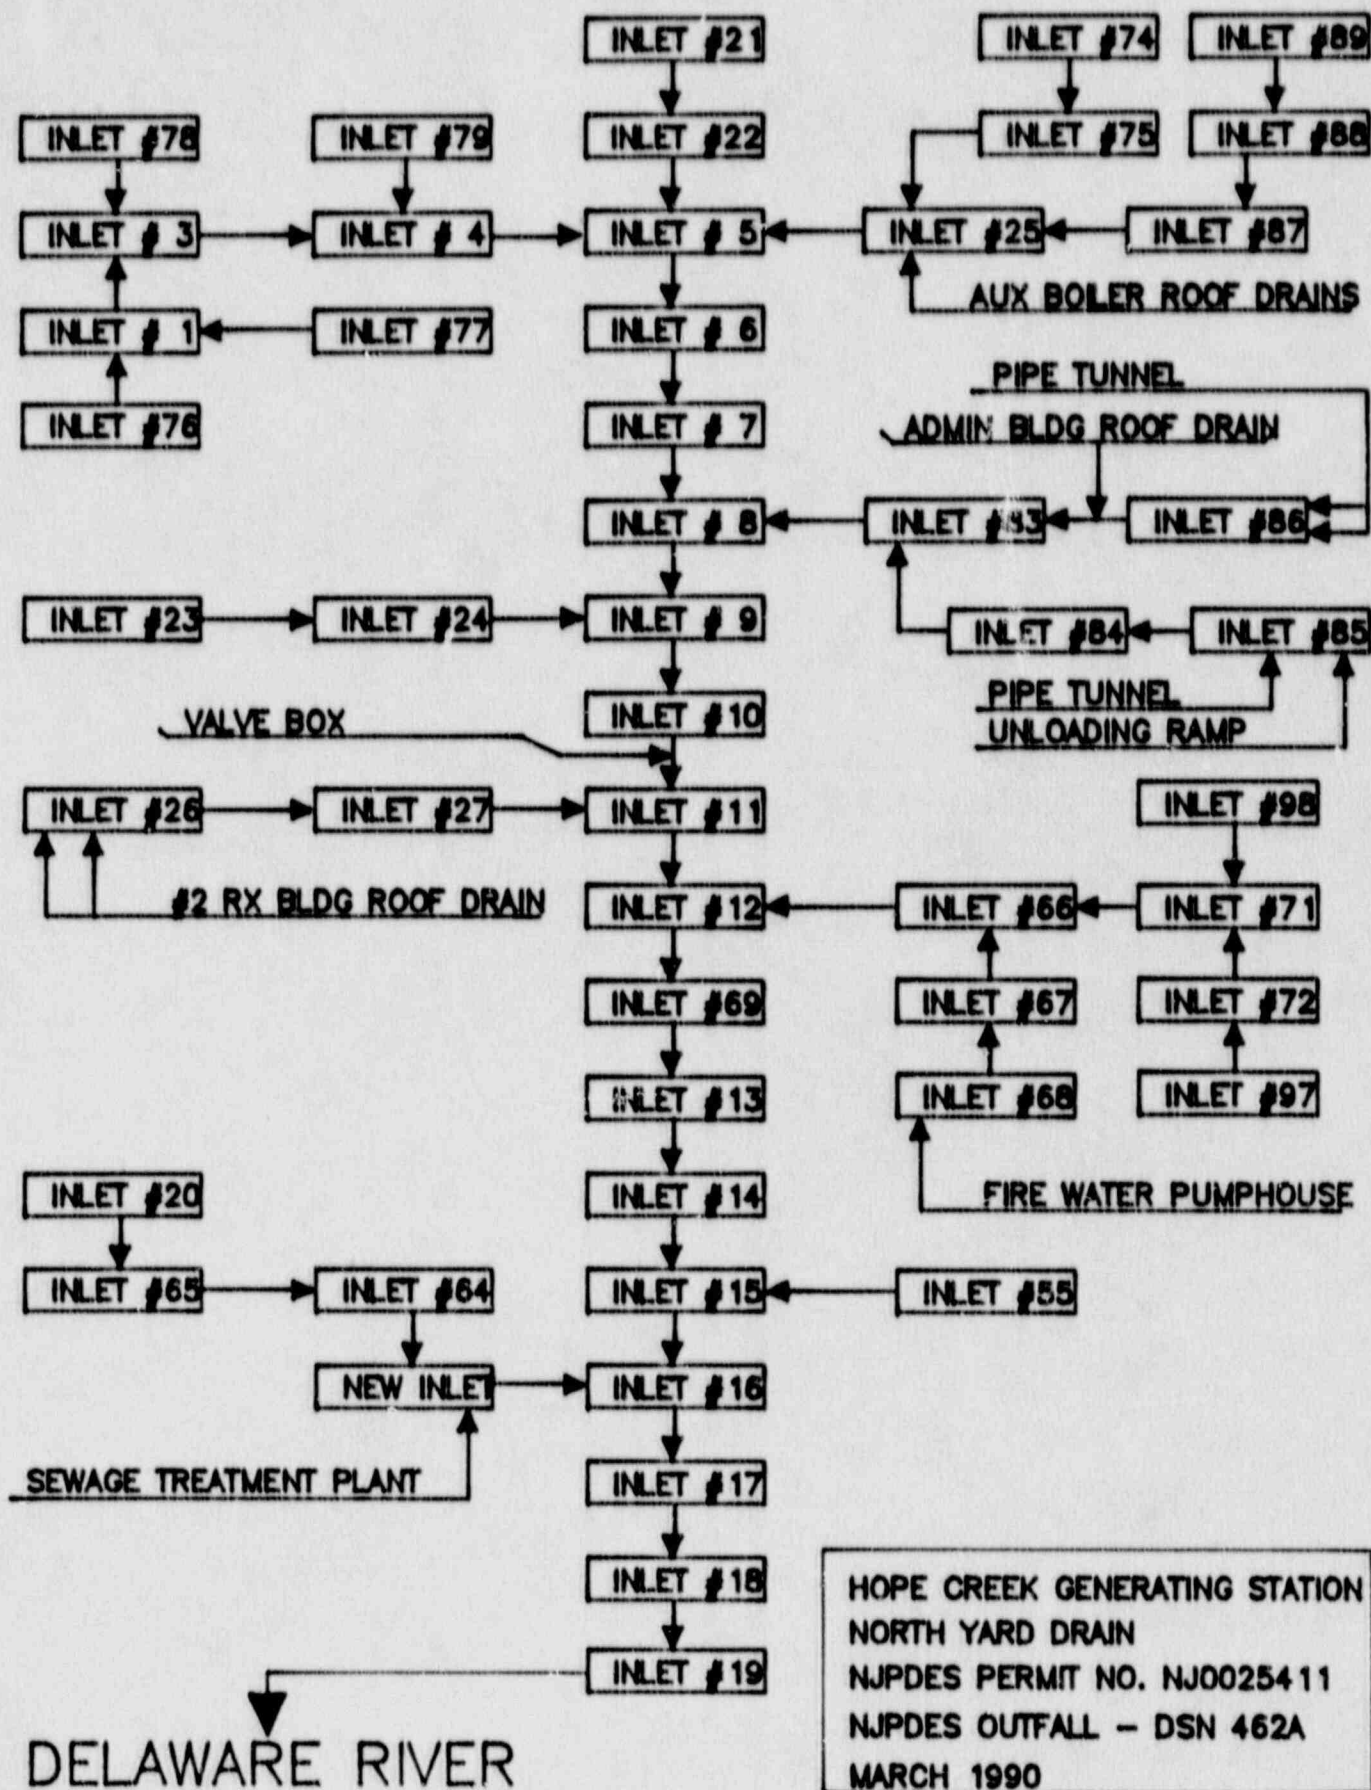 INLET #21
INLET #74
INLET #89
INLET #78
INLET #79
INLET #22
INLET #75
INLET #88
INLET # 3
INLET # 4
INLET # 5
INLET #25
INLET #87
AUX BOILER ROOF DRAINS
INLET # 1
INLET #77
INLET # 6
PIPE TUNNEL
INLET #76
INLET # 7
ADMIN BLDG ROOF DRAIN
INLET # 8
INLET #83
INLET #86
INLET #23
INLET #24
INLET # 9
INLET #84
INLET #85
PIPE TUNNEL
UNLOADING RAMP
VALVE BOX
INLET #10
INLET #26
INLET #27
INLET #11
INLET #98
#2 RX BLDG ROOF DRAIN
INLET #12
INLET #66
INLET #71
INLET #69
INLET #67
INLET #72
INLET #13
INLET #68
INLET #97
INLET #20
INLET #14
FIRE WATER PUMPHOUSE
INLET #65
INLET #64
INLET #15
INLET #55
NEW INLET
INLET #16
SEWAGE TREATMENT PLANT
INLET #17
INLET #18
INLET #19
DELAWARE RIVER
HOPE CREEK GENERATING STATION
NORTH YARD DRAIN
NJPDES PERMIT NO. NJ0025411
NJPDES OUTFALL - DSN 462A
MARCH 1990